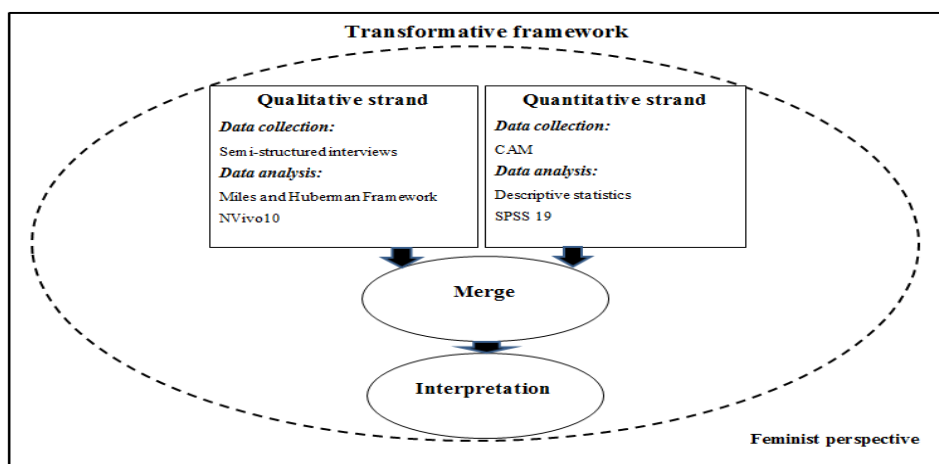 Transformative framework
Qualitative strand
Data collection:
Semi-structured interviews
Data analysis:
Miles and Huberman Framework
NVivo10
Quantitative strand
Data collection:
CAM
Data analysis:
Descriptive statistics
SPSS 19
Merge
Interpretation
Feminist perspective